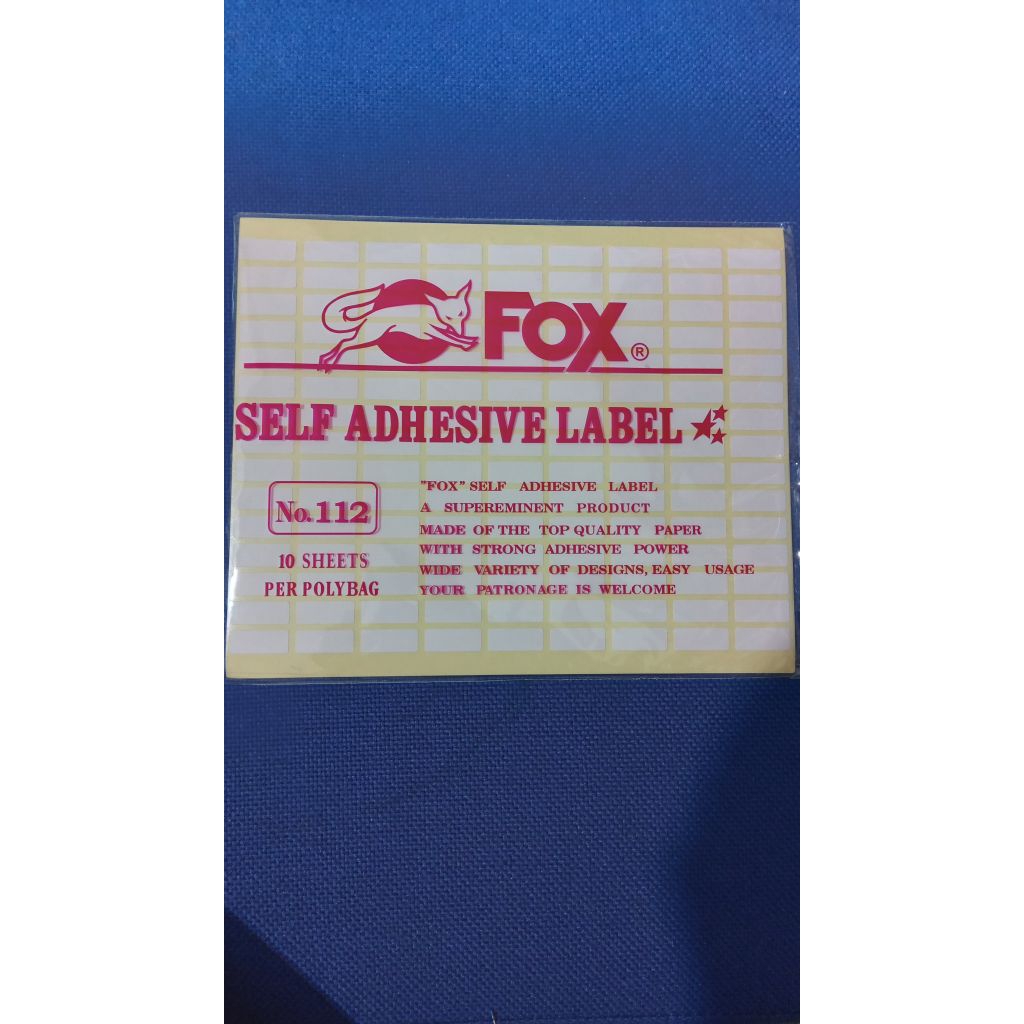 FOX ®
SELF ADHESIVE LABEL
No. 112
10 SHEETS
PER POLYBAG
"FOX" SELF ADHESIVE LABEL
A SUPEREMINENT PRODUCT
MADE OF THE TOP QUALITY PAPER
WITH STRONG ADHESIVE POWER
WIDE VARIETY OF DESIGNS, EASY USAGE
YOUR PATRONAGE IS WELCOME